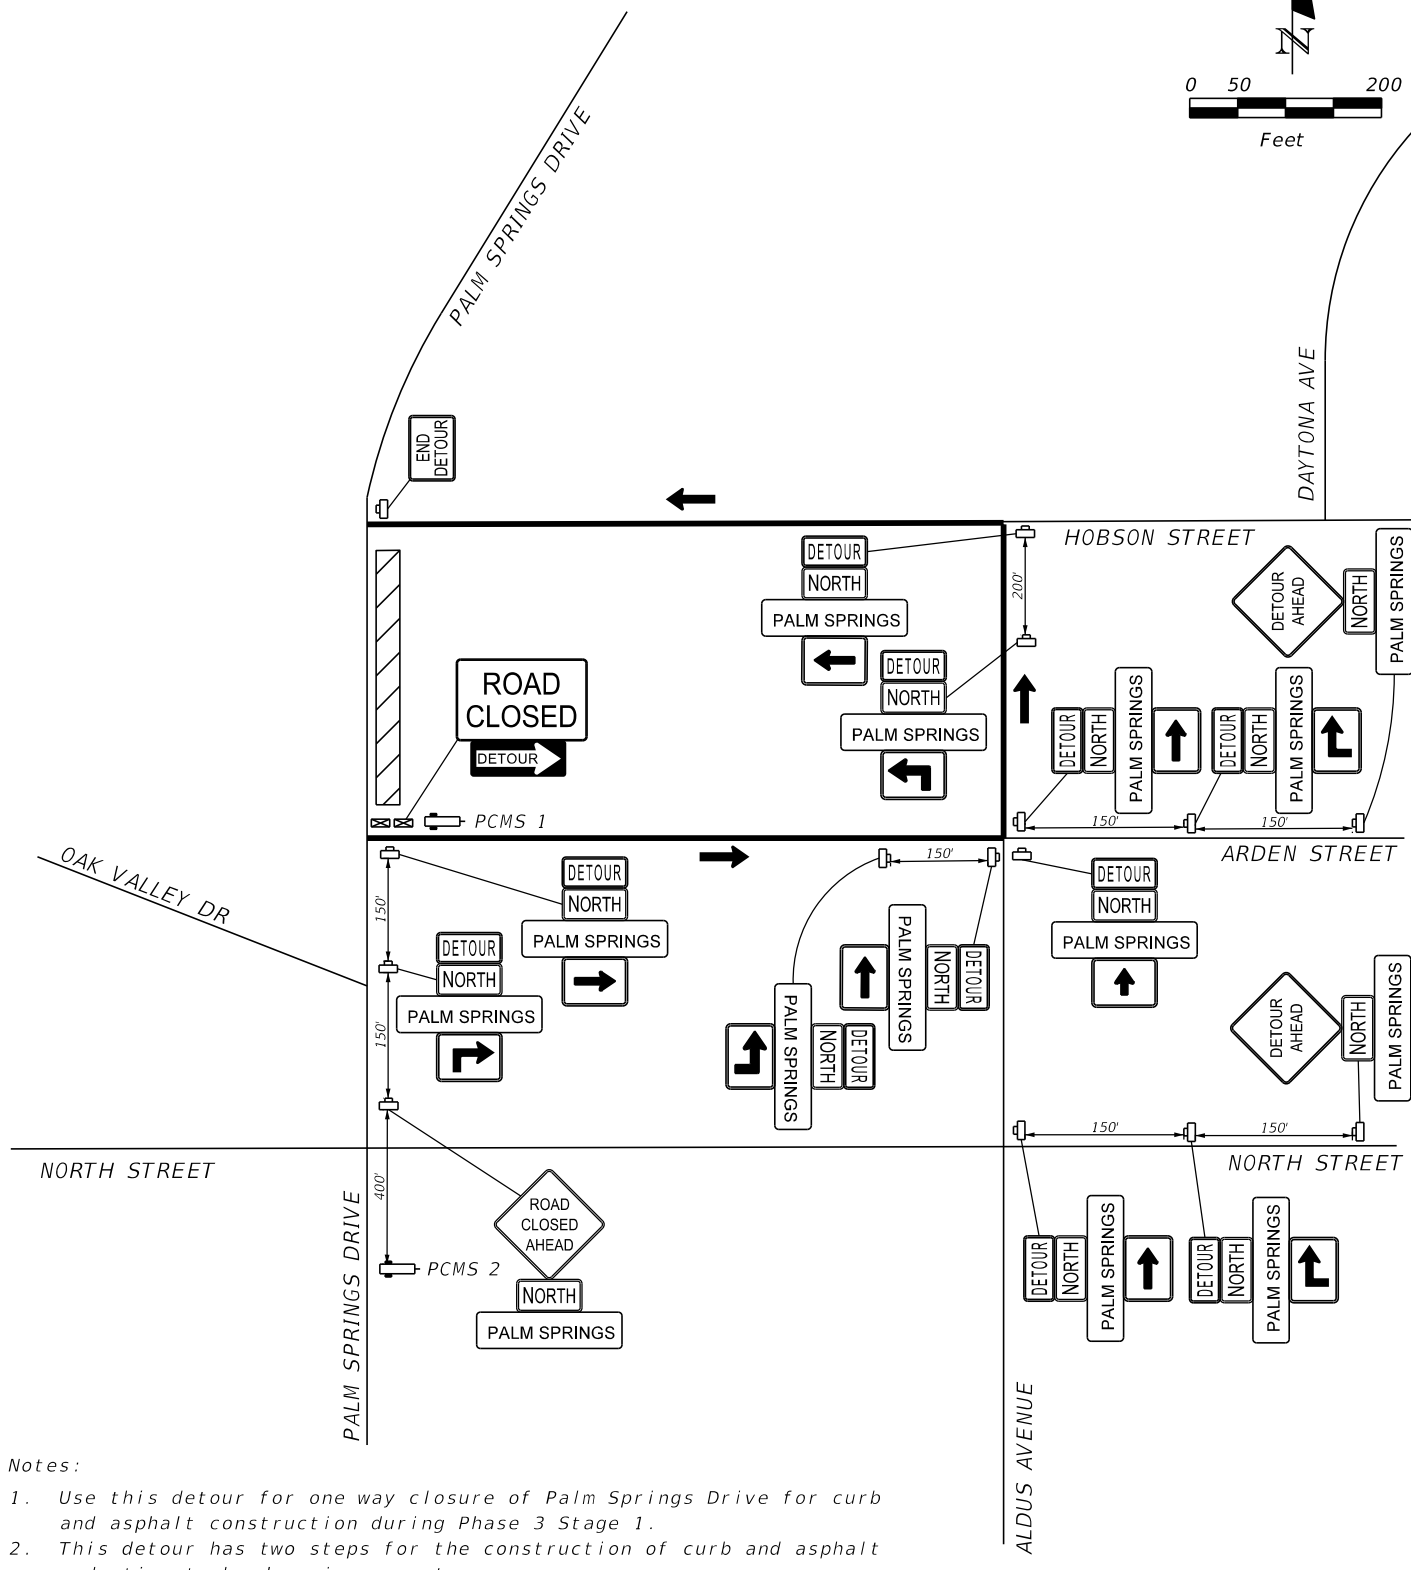 N
0 50 200
Feet
PALM SPRINGS DRIVE
DAYTONA AVE
END
DETOUR
HOBSON STREET
DETOUR
NORTH
PALM SPRINGS
200'
DETOUR
NORTH
PALM SPRINGS
DETOUR
AHEAD
NORTH
PALM SPRINGS
ROAD
CLOSED
DETOUR
DETOUR
NORTH
PALM SPRINGS
DETOUR
NORTH
PALM SPRINGS
PCMS 1
150'
150'
ARDEN STREET
OAK VALLEY DR
150'
DETOUR
NORTH
PALM SPRINGS
150'
DETOUR
NORTH
PALM SPRINGS
DETOUR
NORTH
PALM SPRINGS
150'
PALM SPRINGS
NORTH
DETOUR
PALM SPRINGS
NORTH
DETOUR
DETOUR
AHEAD
NORTH
PALM SPRINGS
150'
150'
NORTH STREET
NORTH STREET
400'
ROAD
CLOSED
AHEAD
NORTH
PALM SPRINGS
PCMS 2
PALM SPRINGS DRIVE
DETOUR
NORTH
PALM SPRINGS
DETOUR
NORTH
PALM SPRINGS
ALDUS AVENUE
Notes:
1. Use this detour for one way closure of Palm Springs Drive for curb
and asphalt construction during Phase 3 Stage 1.
2. This detour has two steps for the construction of curb and asphalt